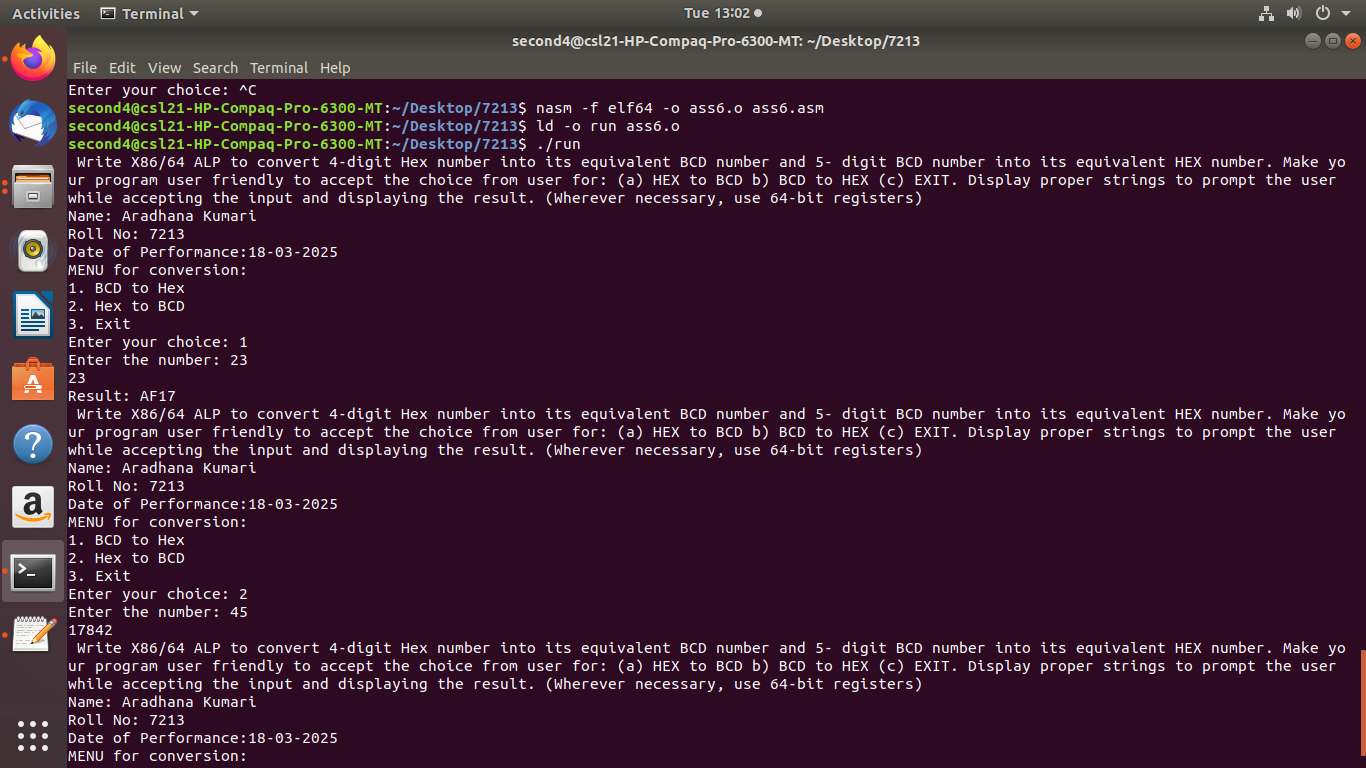 Activities Terminal Tue 13:02
second4@csl21-HP-Compaq-Pro-6300-MT: ~/Desktop/7213
File Edit View Search Terminal Help
Enter your choice: ^C
second4@csl21-HP-Compaq-Pro-6300-MT:~/Desktop/7213$ nasm -f elf64 -o ass6.o ass6.asm
second4@csl21-HP-Compaq-Pro-6300-MT:~/Desktop/7213$ ld -o run ass6.o
second4@csl21-HP-Compaq-Pro-6300-MT:~/Desktop/7213$ ./run
Write X86/64 ALP to convert 4-digit Hex number into its equivalent BCD number and 5- digit BCD number into its equivalent HEX number. Make yo
ur program user friendly to accept the choice from user for: (a) HEX to BCD b) BCD to HEX (c) EXIT. Display proper strings to prompt the user
while accepting the input and displaying the result. (Wherever necessary, use 64-bit registers)
Name: Aradhana Kumari
Roll No: 7213
Date of Performance:18-03-2025
MENU for conversion:
1. BCD to Hex
2. Hex to BCD
3. Exit
Enter your choice: 1
Enter the number: 23
23
Result: AF17
Write X86/64 ALP to convert 4-digit Hex number into its equivalent BCD number and 5- digit BCD number into its equivalent HEX number. Make yo
ur program user friendly to accept the choice from user for: (a) HEX to BCD b) BCD to HEX (c) EXIT. Display proper strings to prompt the user
while accepting the input and displaying the result. (Wherever necessary, use 64-bit registers)
Name: Aradhana Kumari
Roll No: 7213
Date of Performance:18-03-2025
MENU for conversion:
1. BCD to Hex
2. Hex to BCD
3. Exit
Enter your choice: 2
Enter the number: 45
17842
Write X86/64 ALP to convert 4-digit Hex number into its equivalent BCD number and 5- digit BCD number into its equivalent HEX number. Make yo
ur program user friendly to accept the choice from user for: (a) HEX to BCD b) BCD to HEX (c) EXIT. Display proper strings to prompt the user
while accepting the input and displaying the result. (Wherever necessary, use 64-bit registers)
Name: Aradhana Kumari
Roll No: 7213
Date of Performance:18-03-2025
MENU for conversion: